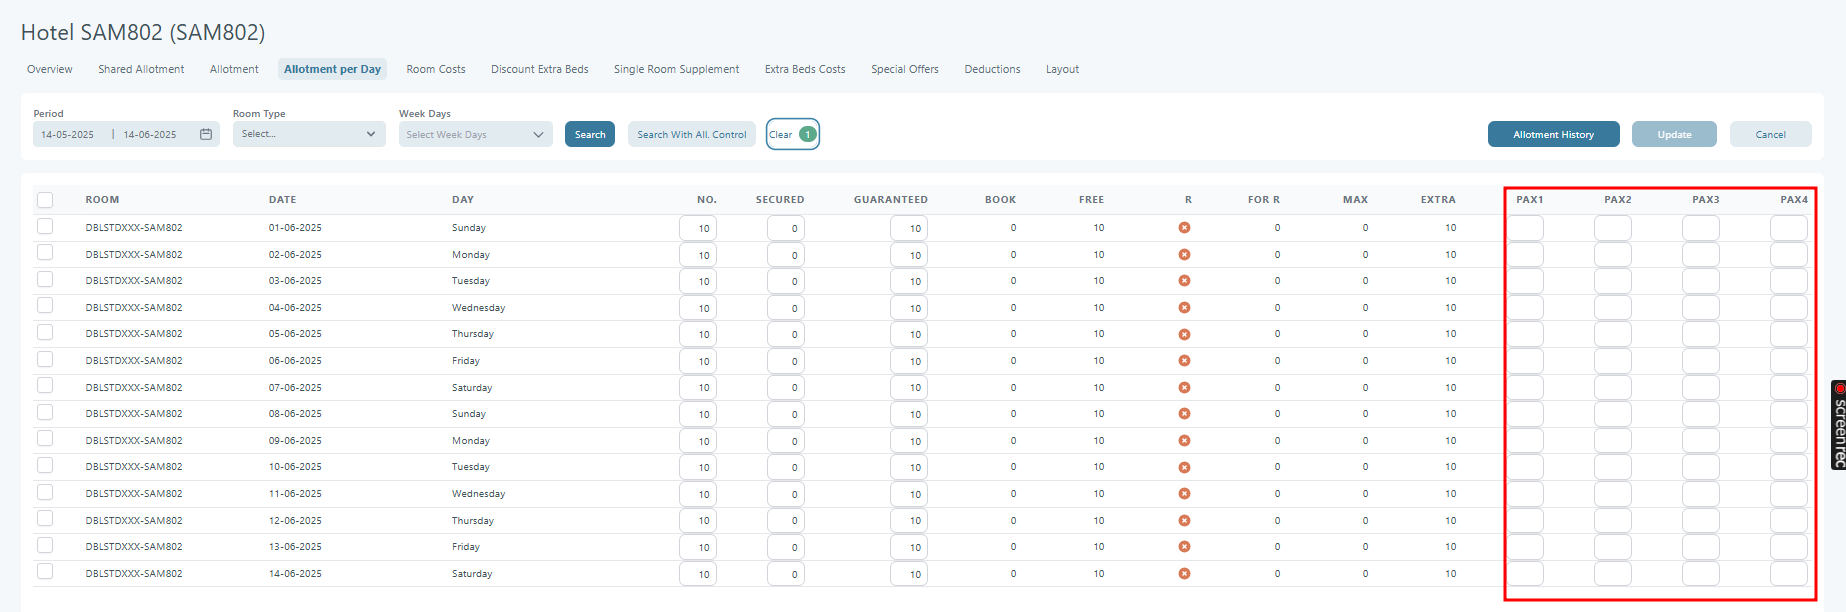 Hotel SAM802 (SAM802)
Overview Shared Allotment Allotment Allotment per Day Room Costs Discount Extra Beds Single Room Supplement Extra Beds Costs Special Offers Deductions Layout
Period Room Type Week Days
14-05-2025 | 14-06-2025 Select... Select Week Days Search Search With All. Control Clear 1 Allotment History Update Cancel
ROOM DATE DAY NO. SECURED GUARANTEED BOOK FREE R FOR R MAX EXTRA PAX1 PAX2 PAX3 PAX4
DBLSTDXXX-SAM802 01-06-2025 Sunday 10 0 10 0 10 0 0 10
DBLSTDXXX-SAM802 02-06-2025 Monday 10 0 10 0 10 0 0 10
DBLSTDXXX-SAM802 03-06-2025 Tuesday 10 0 10 0 10 0 0 10
DBLSTDXXX-SAM802 04-06-2025 Wednesday 10 0 10 0 10 0 0 10
DBLSTDXXX-SAM802 05-06-2025 Thursday 10 0 10 0 10 0 0 10
DBLSTDXXX-SAM802 06-06-2025 Friday 10 0 10 0 10 0 0 10
DBLSTDXXX-SAM802 07-06-2025 Saturday 10 0 10 0 10 0 0 10
DBLSTDXXX-SAM802 08-06-2025 Sunday 10 0 10 0 10 0 0 10
DBLSTDXXX-SAM802 09-06-2025 Monday 10 0 10 0 10 0 0 10
DBLSTDXXX-SAM802 10-06-2025 Tuesday 10 0 10 0 10 0 0 10
DBLSTDXXX-SAM802 11-06-2025 Wednesday 10 0 10 0 10 0 0 10
DBLSTDXXX-SAM802 12-06-2025 Thursday 10 0 10 0 10 0 0 10
DBLSTDXXX-SAM802 13-06-2025 Friday 10 0 10 0 10 0 0 10
DBLSTDXXX-SAM802 14-06-2025 Saturday 10 0 10 0 10 0 0 10
screenrec